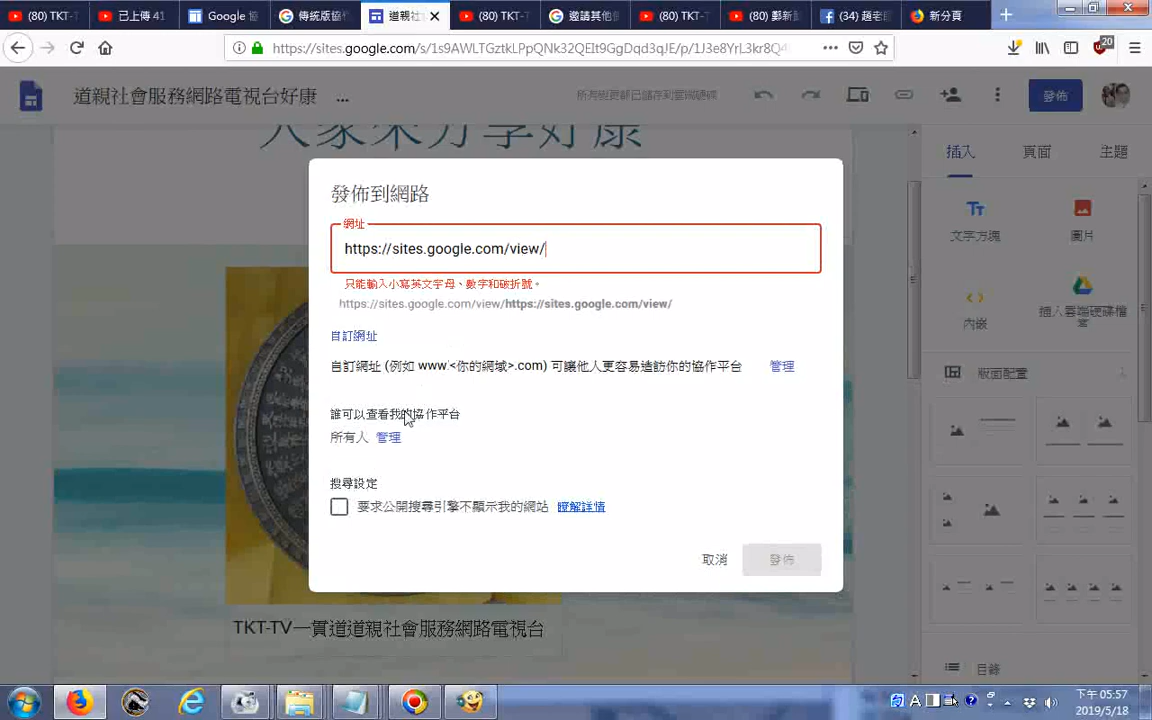 (80) TKT-
已上傳 41
Google 協
傳統版協作
道親社
(80) TKT-
邀請其他
(80) TKT-
(80) 鄭新
(34) 趙老
新分頁
https://sites.google.com/s/1s9AWLTGztkLPpQNk32QEIt9GgDqd3qJE/p/1J3e8YrL3kr8Q
20
道親社會服務網路電視台好康
所有變更都已儲存到雲端硬碟
發佈
大家來分享好康
插入
頁面
主題
發佈到網路
網址
https://sites.google.com/view/
只能輸入小寫英文字母、數字和破折號。
https://sites.google.com/view/https://sites.google.com/view/
自訂網址
自訂網址 (例如 www.<你的網域>.com) 可讓他人更容易造訪你的協作平台
管理
誰可以查看我的協作平台
所有人 管理
搜尋設定
要求公開搜尋引擎不顯示我的網站 瞭解詳情
取消
發佈
文字方塊
圖片
內嵌
插入雲端硬碟檔案
版面配置
目錄
TKT-TV一貫道道親社會服務網路電視台
下午 05:57
2019/5/18